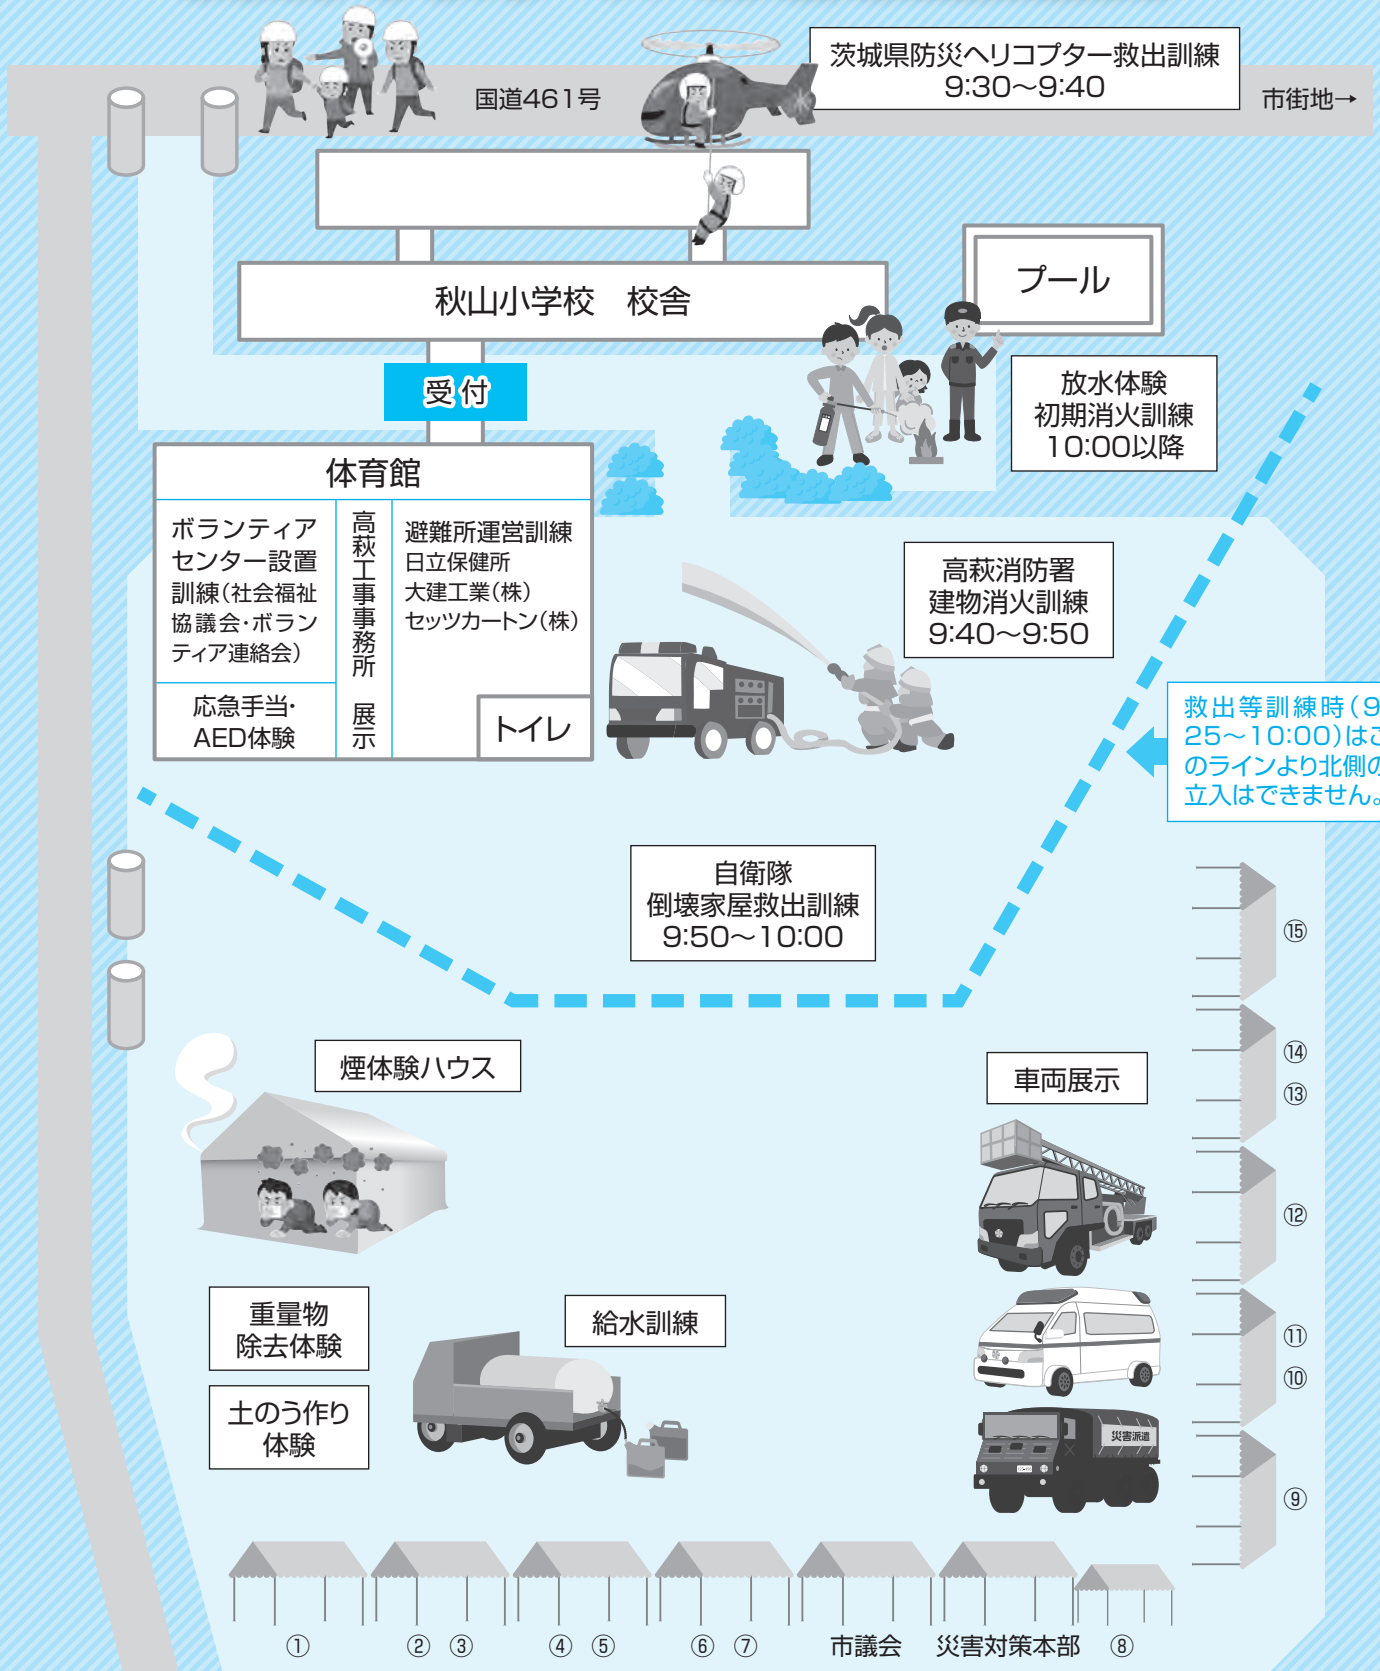 茨城県防災ヘリコプター救出訓練
9:30〜9:40
国道461号
市街地→
秋山小学校　校舎
プール
受付
放水体験
初期消火訓練
10:00以降
体育館
ボランティア
センター設置
訓練(社会福祉
協議会・ボラン
ティア連絡会)
応急手当・
AED体験
高萩工事事務所　展示
避難所運営訓練
日立保健所
大建工業(株)
セッツカートン(株)
トイレ
高萩消防署
建物消火訓練
9:40〜9:50
救出等訓練時(9
25〜10:00)はこ
のラインより北側の
立入はできません。
自衛隊
倒壊家屋救出訓練
9:50〜10:00
煙体験ハウス
車両展示
重量物
除去体験
給水訓練
土のう作り
体験
災害派遣
⑮
⑭
⑬
⑫
⑪
⑩
⑨
① ② ③ ④ ⑤ ⑥ ⑦ 市議会 災害対策本部 ⑧